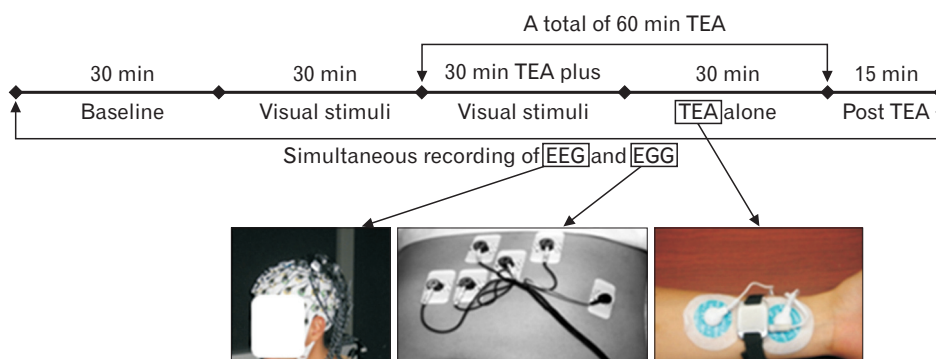 A total of 60 min TEA
30 min 30 min 30 min TEA plus 30 min 15 min
Baseline Visual stimuli Visual stimuli TEA alone Post TEA
Simultaneous recording of EEG and EGG